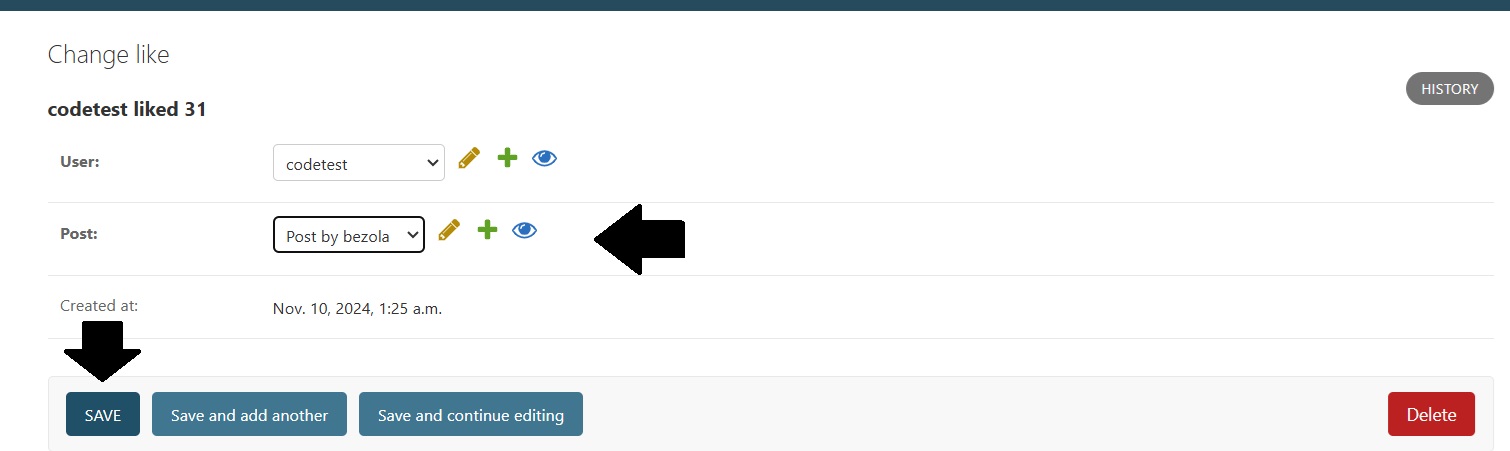 Change like
HISTORY
codetest liked 31
User:
codetest
Post:
Post by bezola
Created at:
Nov. 10, 2024, 1:25 a.m.
SAVE
Save and add another
Save and continue editing
Delete